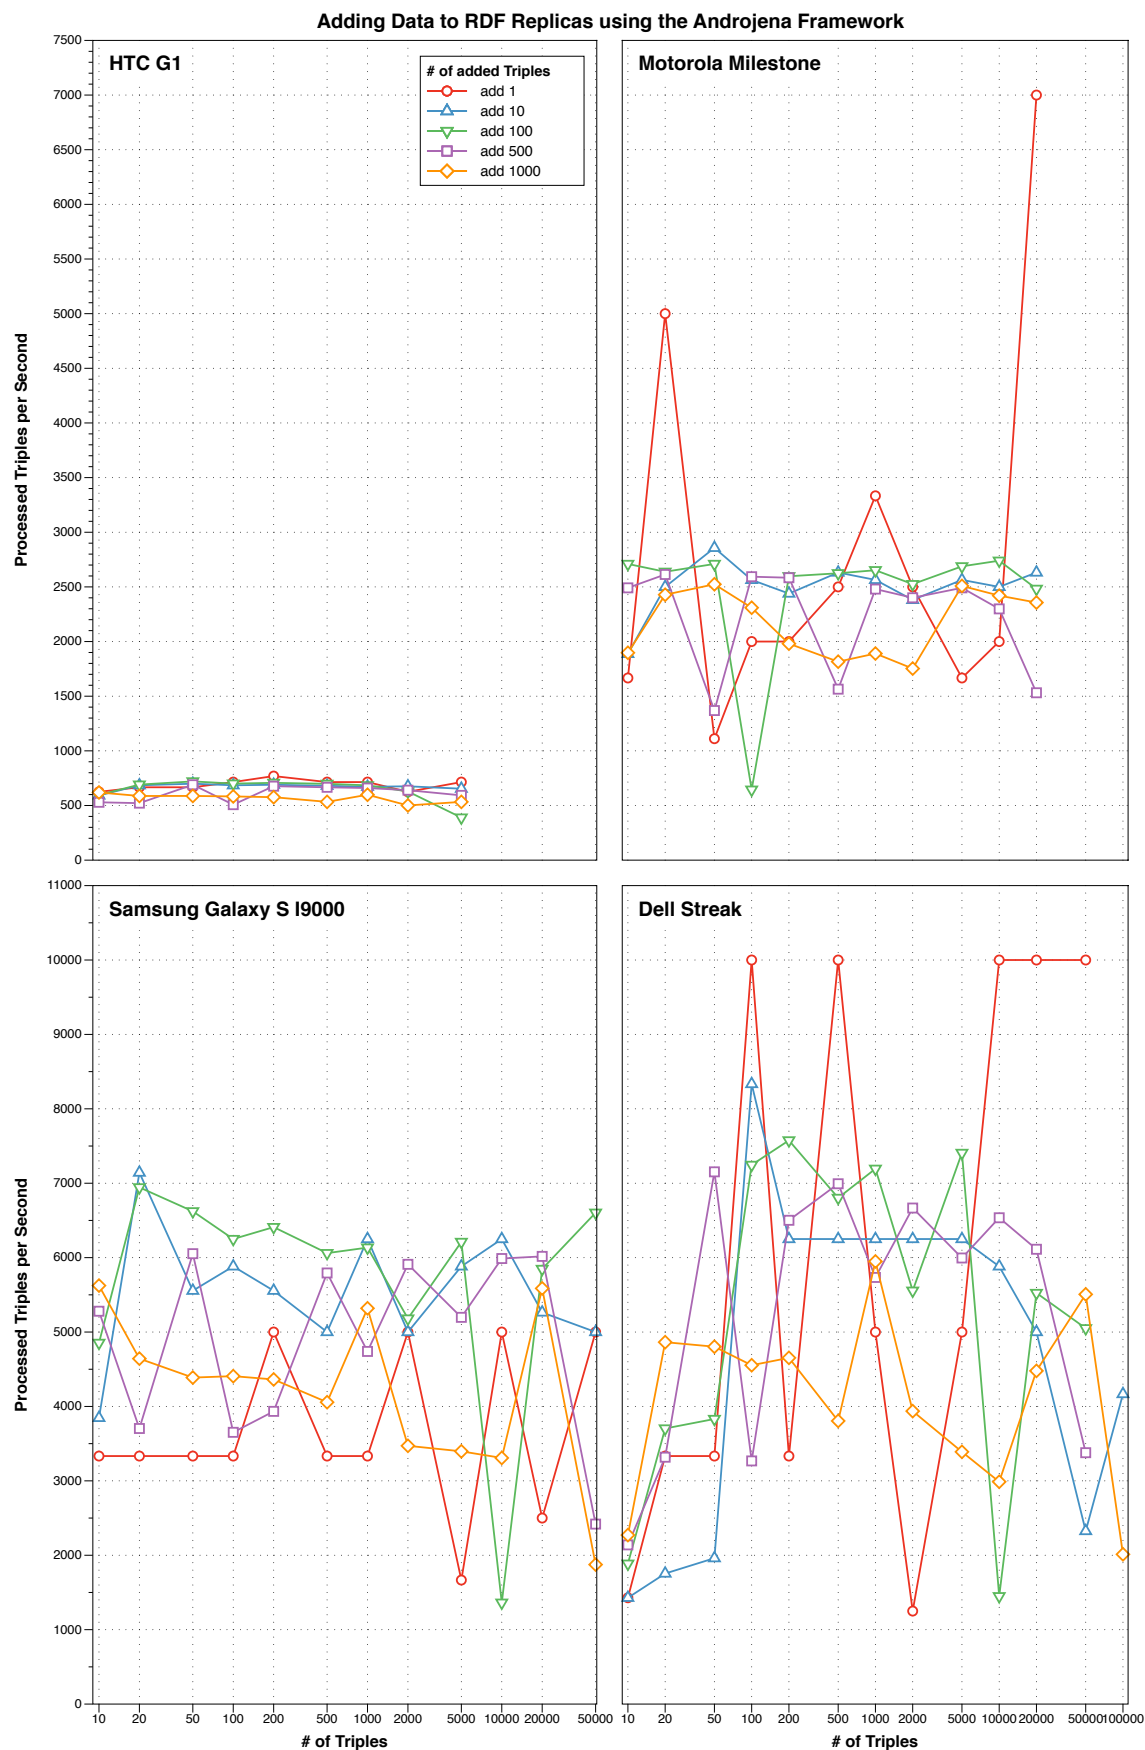 Adding Data to RDF Replicas using the Androjena Framework
HTC G1
Motorola Milestone
# of added Triples
add 1
add 10
add 100
add 500
add 1000
Processed Triples per Second
7500
7000
6500
6000
5500
5000
4500
4000
3500
3000
2500
2000
1500
1000
500
0
Samsung Galaxy S I9000
Dell Streak
Processed Triples per Second
11000
10000
9000
8000
7000
6000
5000
4000
3000
2000
1000
0
10 20 50 100 200 500 1000 2000 5000 10000 20000 50000
10 20 50 100 200 500 1000 2000 5000 10000 20000 50000 100000
# of Triples
# of Triples